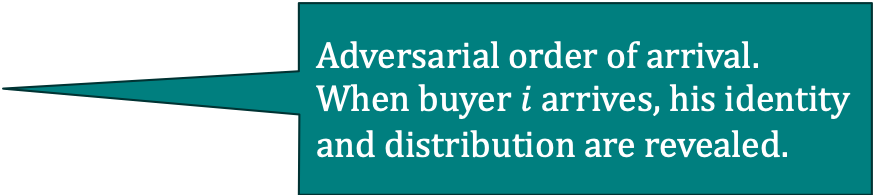 Adversarial order of arrival.
When buyer i arrives, his identity
and distribution are revealed.